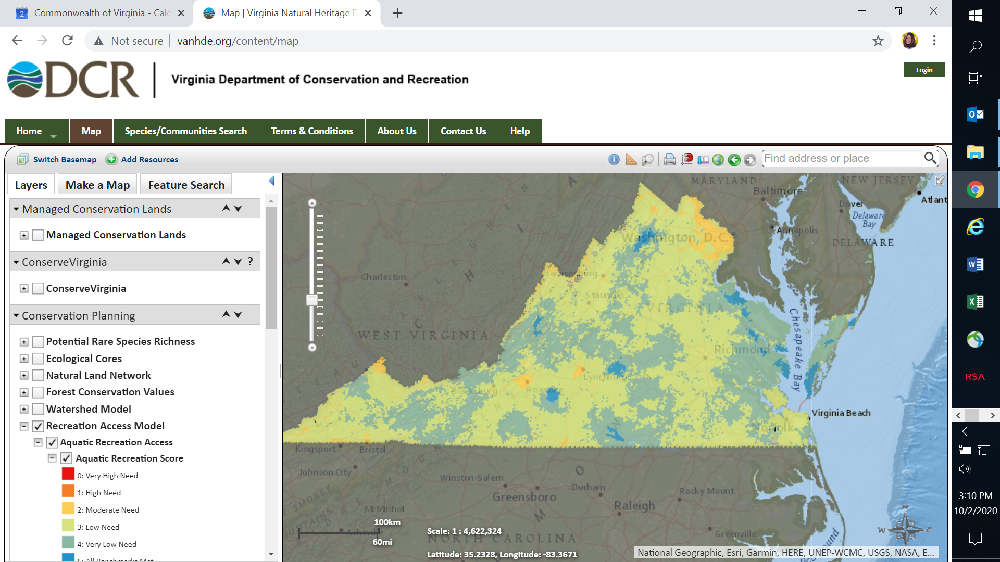 Commonwealth of Virginia - Cale
Map | Virginia Natural Heritage D
Not secure | vanhde.org/content/map
DCR | Virginia Department of Conservation and Recreation
Login
Home
Map
Species/Communities Search
Terms & Conditions
About Us
Contact Us
Help
Switch Basemap
Add Resources
Find address or place
Layers
Make a Map
Feature Search
Managed Conservation Lands
Managed Conservation Lands
ConserveVirginia
?
ConserveVirginia
Conservation Planning
Potential Rare Species Richness
Ecological Cores
Natural Land Network
Forest Conservation Values
Watershed Model
Recreation Access Model
Aquatic Recreation Access
Aquatic Recreation Score
0: Very High Need
1: High Need
2: Moderate Need
3: Low Need
4: Very Low Need
5: All Benchmarks Met
MARYLAND
NEW JERSEY
Baltimore
Atlant
Dover
Delaware
Bay
Annapolis
Washington, D.C.
DELAWARE
Charleston
Harrisonburg
Staunton
VIRGINIA
WEST VIRGINIA
Chesapeake Bay
Richmond
Lynchburg
Roanoke
Blacksburg
Virginia Beach
Norfolk
Kingsport
Bristol
Johnson City
Winston-Salem
Greensboro
Durham
Rocky Mount
Raleigh
Mt Mitchell
Asheville
NORTH CAROLINA
Greenville
100km
60mi
Scale: 1 : 4,622,324
Latitude: 35.2328, Longitude: -83.3671
N
W
E
S
National Geographic, Esri, Garmin, HERE, UNEP-WCMC, USGS, NASA, E...
RSA
3:10 PM
10/2/2020